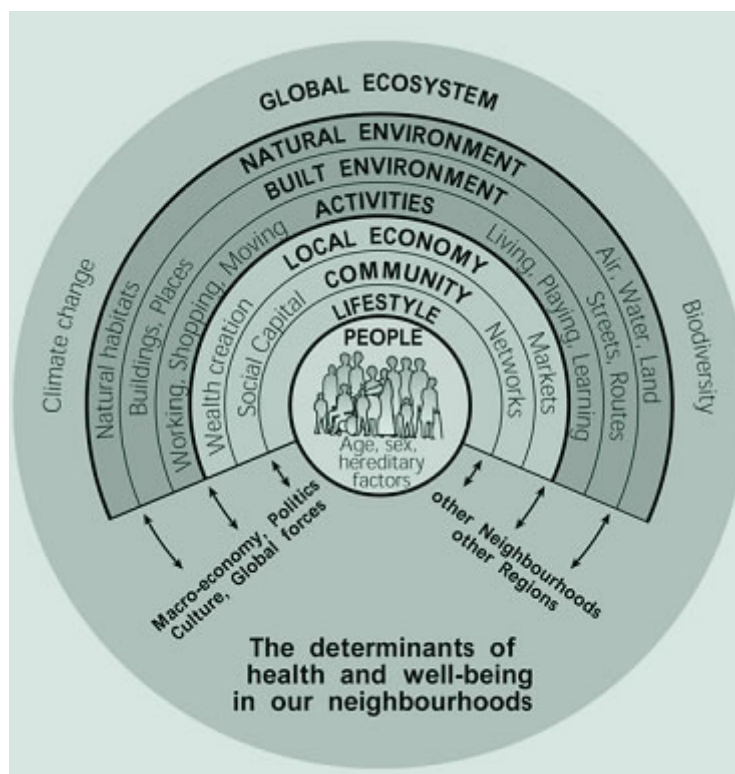 GLOBAL ECOSYSTEM
NATURAL ENVIRONMENT
BUILT ENVIRONMENT
ACTIVITIES
LOCAL ECONOMY
COMMUNITY
LIFESTYLE
PEOPLE
Age, sex,
hereditary
factors
Climate change
Natural habitats
Buildings, Places
Working, Shopping, Moving
Wealth creation
Social Capital
Networks
Markets
Living, Playing, Learning
Streets, Routes
Air, Water, Land
Biodiversity
Macro-economy, Politics
Culture, Global forces
other Neighbourhoods
other Regions
The determinants of
health and well-being
in our neighbourhoods